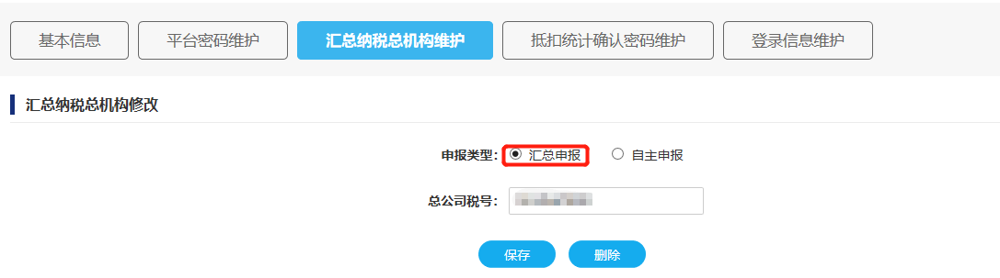 基本信息 平台密码维护 汇总纳税总机构维护 抵扣统计确认密码维护 登录信息维护
汇总纳税总机构修改
申报类型： 汇总申报 自主申报
总公司税号：
保存 删除